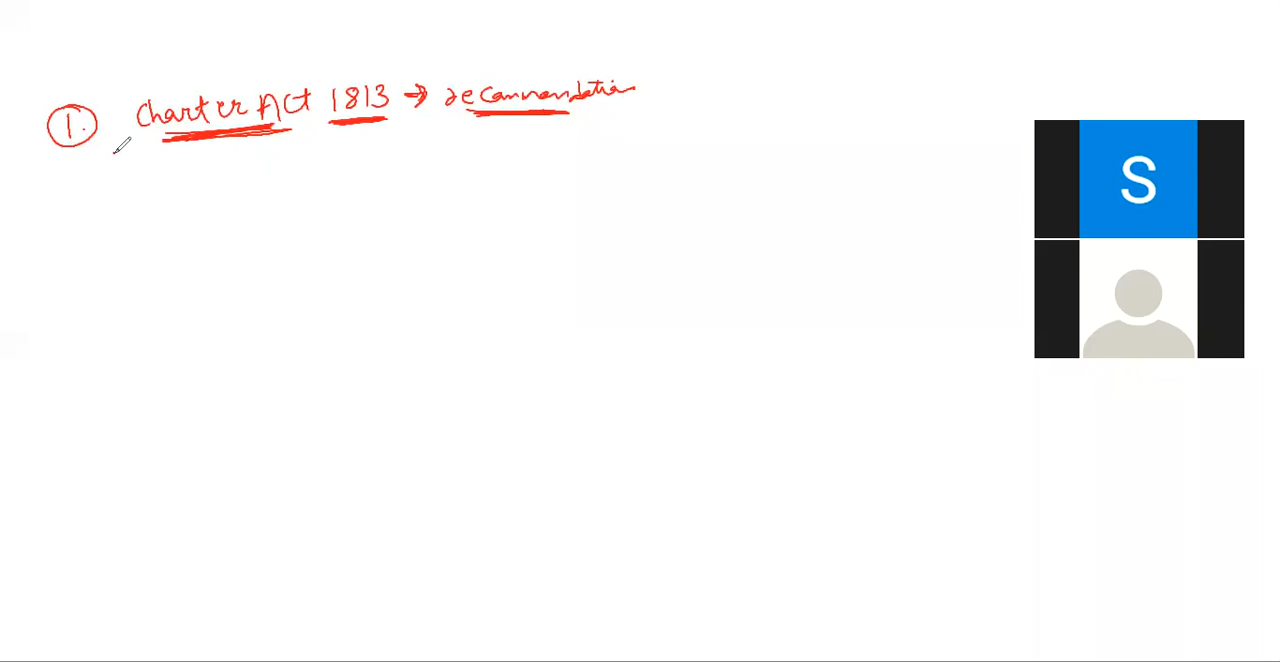 1. Charter Act 1813 → recommendation
S